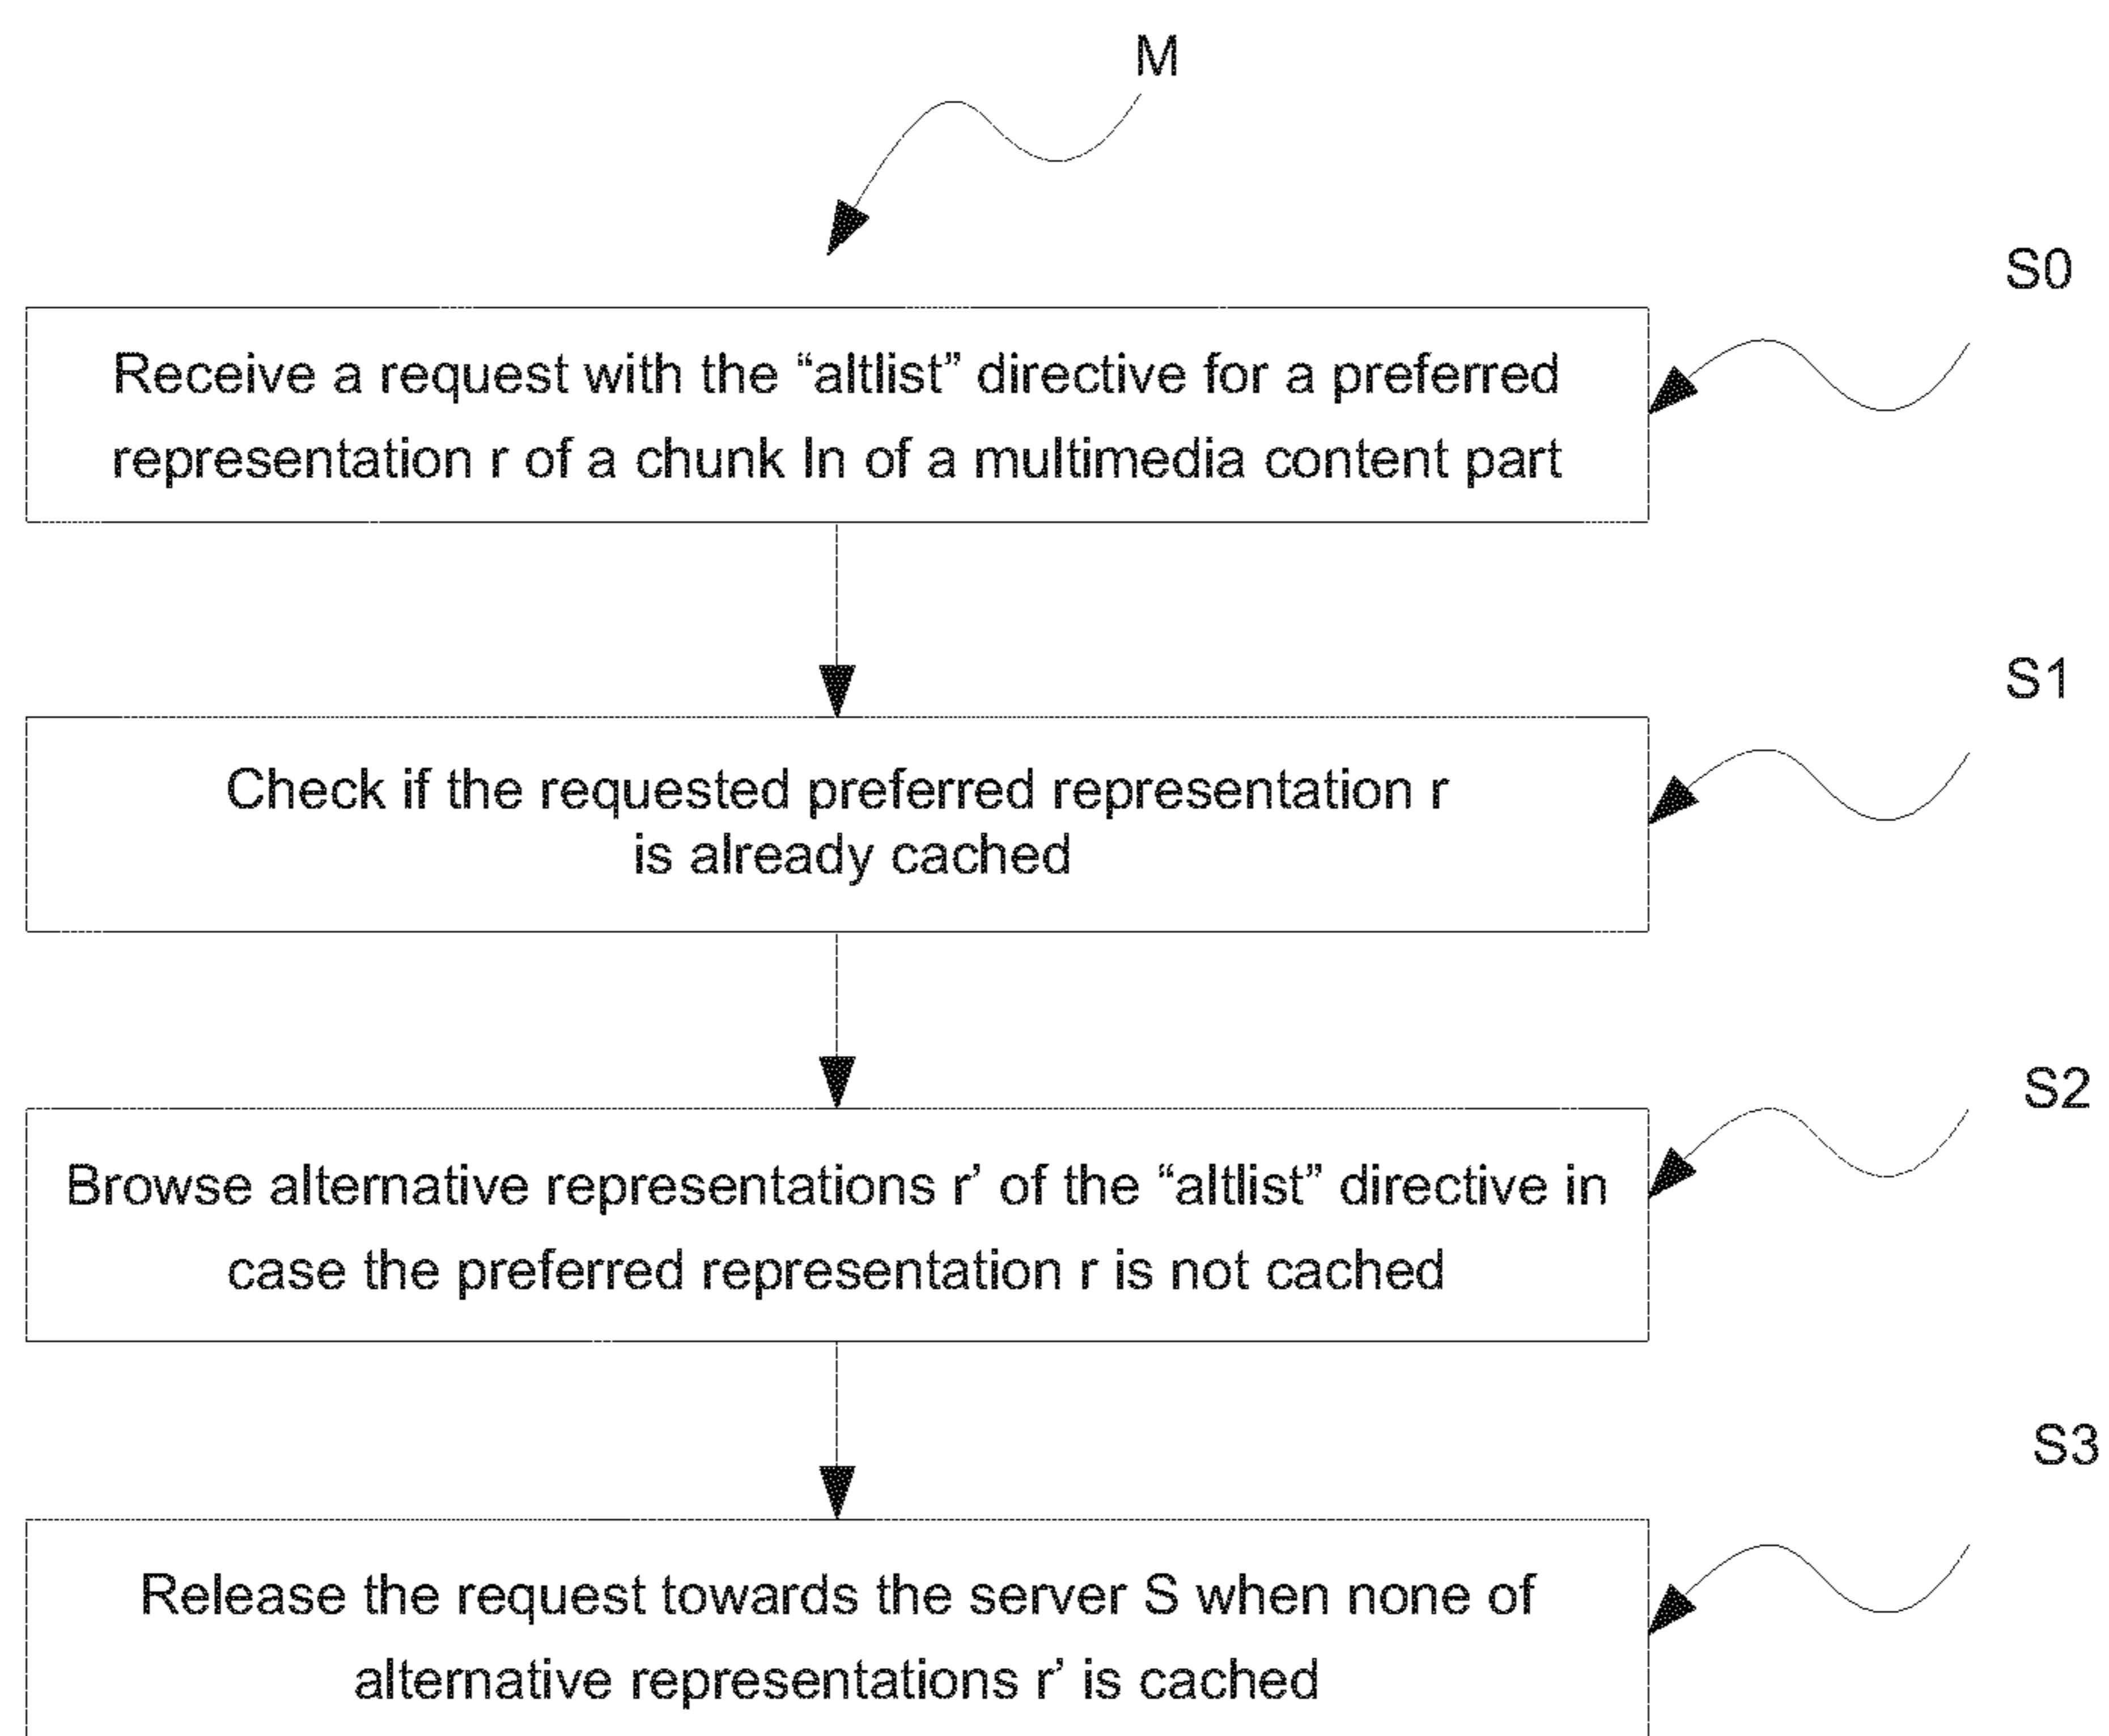 M
S0
Receive a request with the “altlist” directive for a preferred
representation r of a chunk In of a multimedia content part
S1
Check if the requested preferred representation r
is already cached
S2
Browse alternative representations r’ of the “altlist” directive in
case the preferred representation r is not cached
S3
Release the request towards the server S when none of
alternative representations r’ is cached